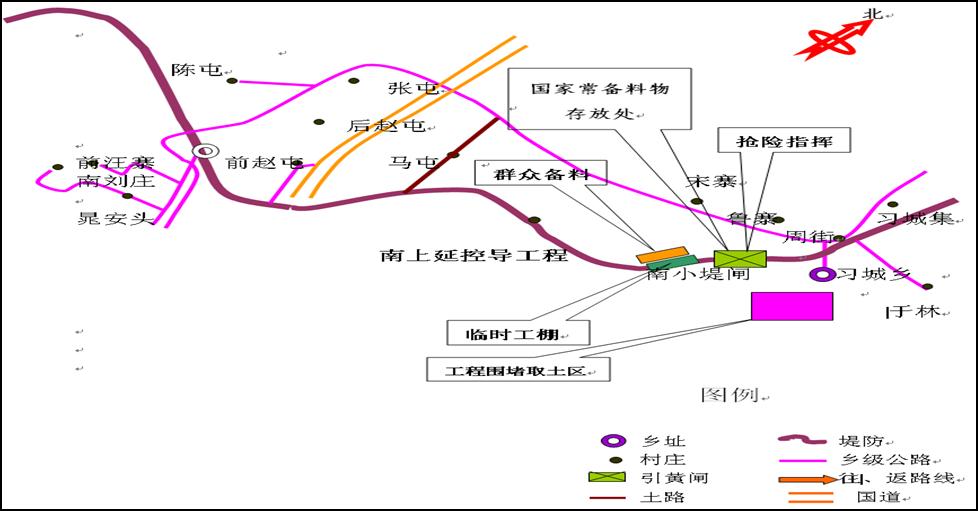 北
陈屯
张屯
国家常备料物
存放处
后赵屯
抢险指挥
前汪寨
前赵屯
马屯
群众备料
宋寨
南刘庄
晁安头
鲁寨
习城集
周街
南上延控导工程
南小堤闸
习城乡
于林
临时工棚
工程围堵取土区
图例
乡址
堤防
村庄
乡级公路
引黄闸
往、返路线
土路
国道